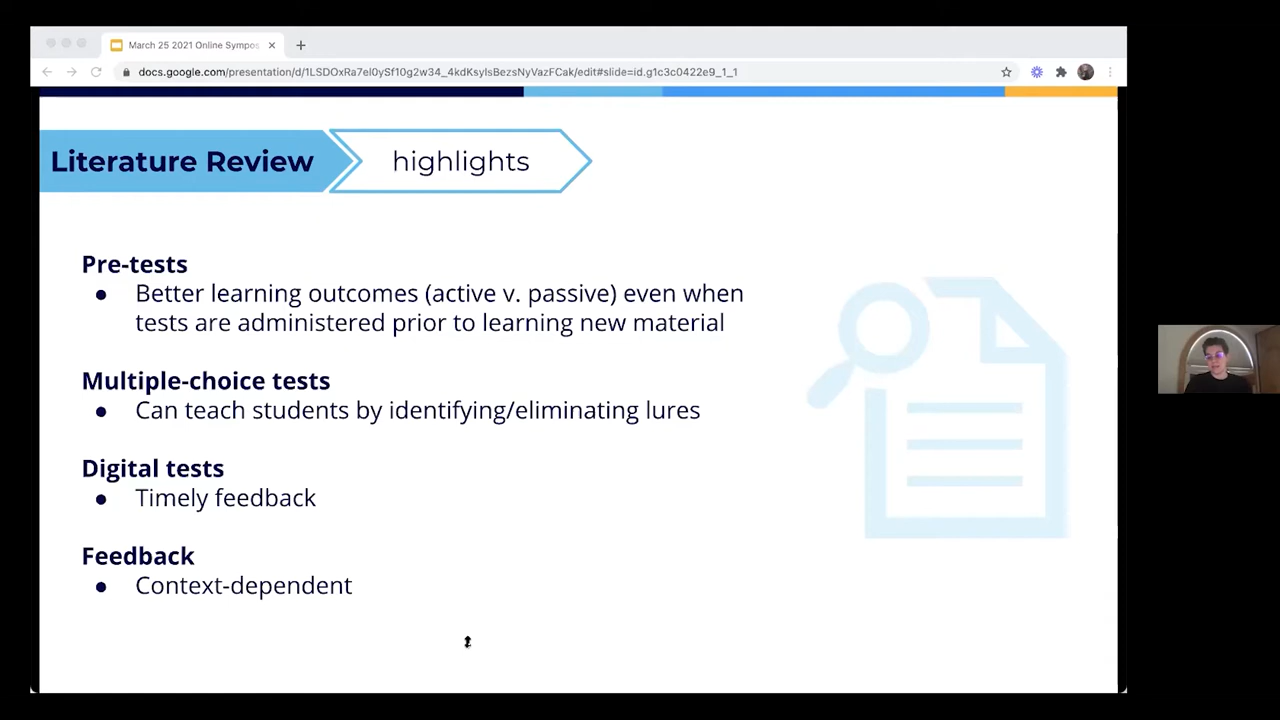 March 25 2021 Online Sympos
docs.google.com/presentation/d/1LSDOxRa7el0ySf10g2w34_4kdKsyIsBezsNyVazFCak/edit#slide=id.g1c3c0422e9_1_1
Literature Review
highlights
Pre-tests
● Better learning outcomes (active v. passive) even when
tests are administered prior to learning new material
Multiple-choice tests
● Can teach students by identifying/eliminating lures
Digital tests
● Timely feedback
Feedback
● Context-dependent